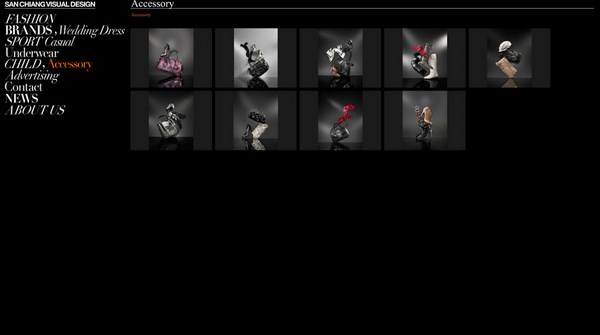 SAN CHIANG VISUAL DESIGN
FASHION
BRANDS , Wedding Dress
SPORT Casual
Underwear
CHILD , Accessory
Advertising
Contact
NEWS
ABOUT US
Accessory
Accessory